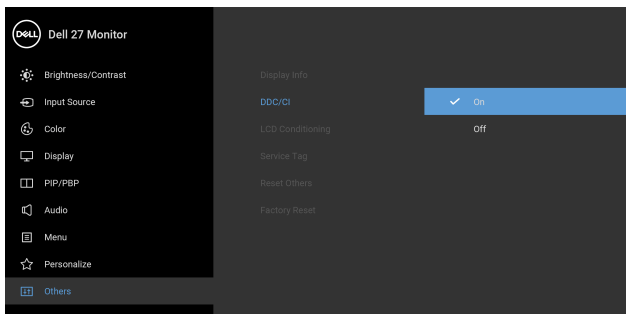 DELL
Dell 27 Monitor
Brightness/Contrast
Input Source
Color
Display
PIP/PBP
Audio
Menu
Personalize
Others
Display Info
DDC/CI
LCD Conditioning
Service Tag
Reset Others
Factory Reset
On
Off